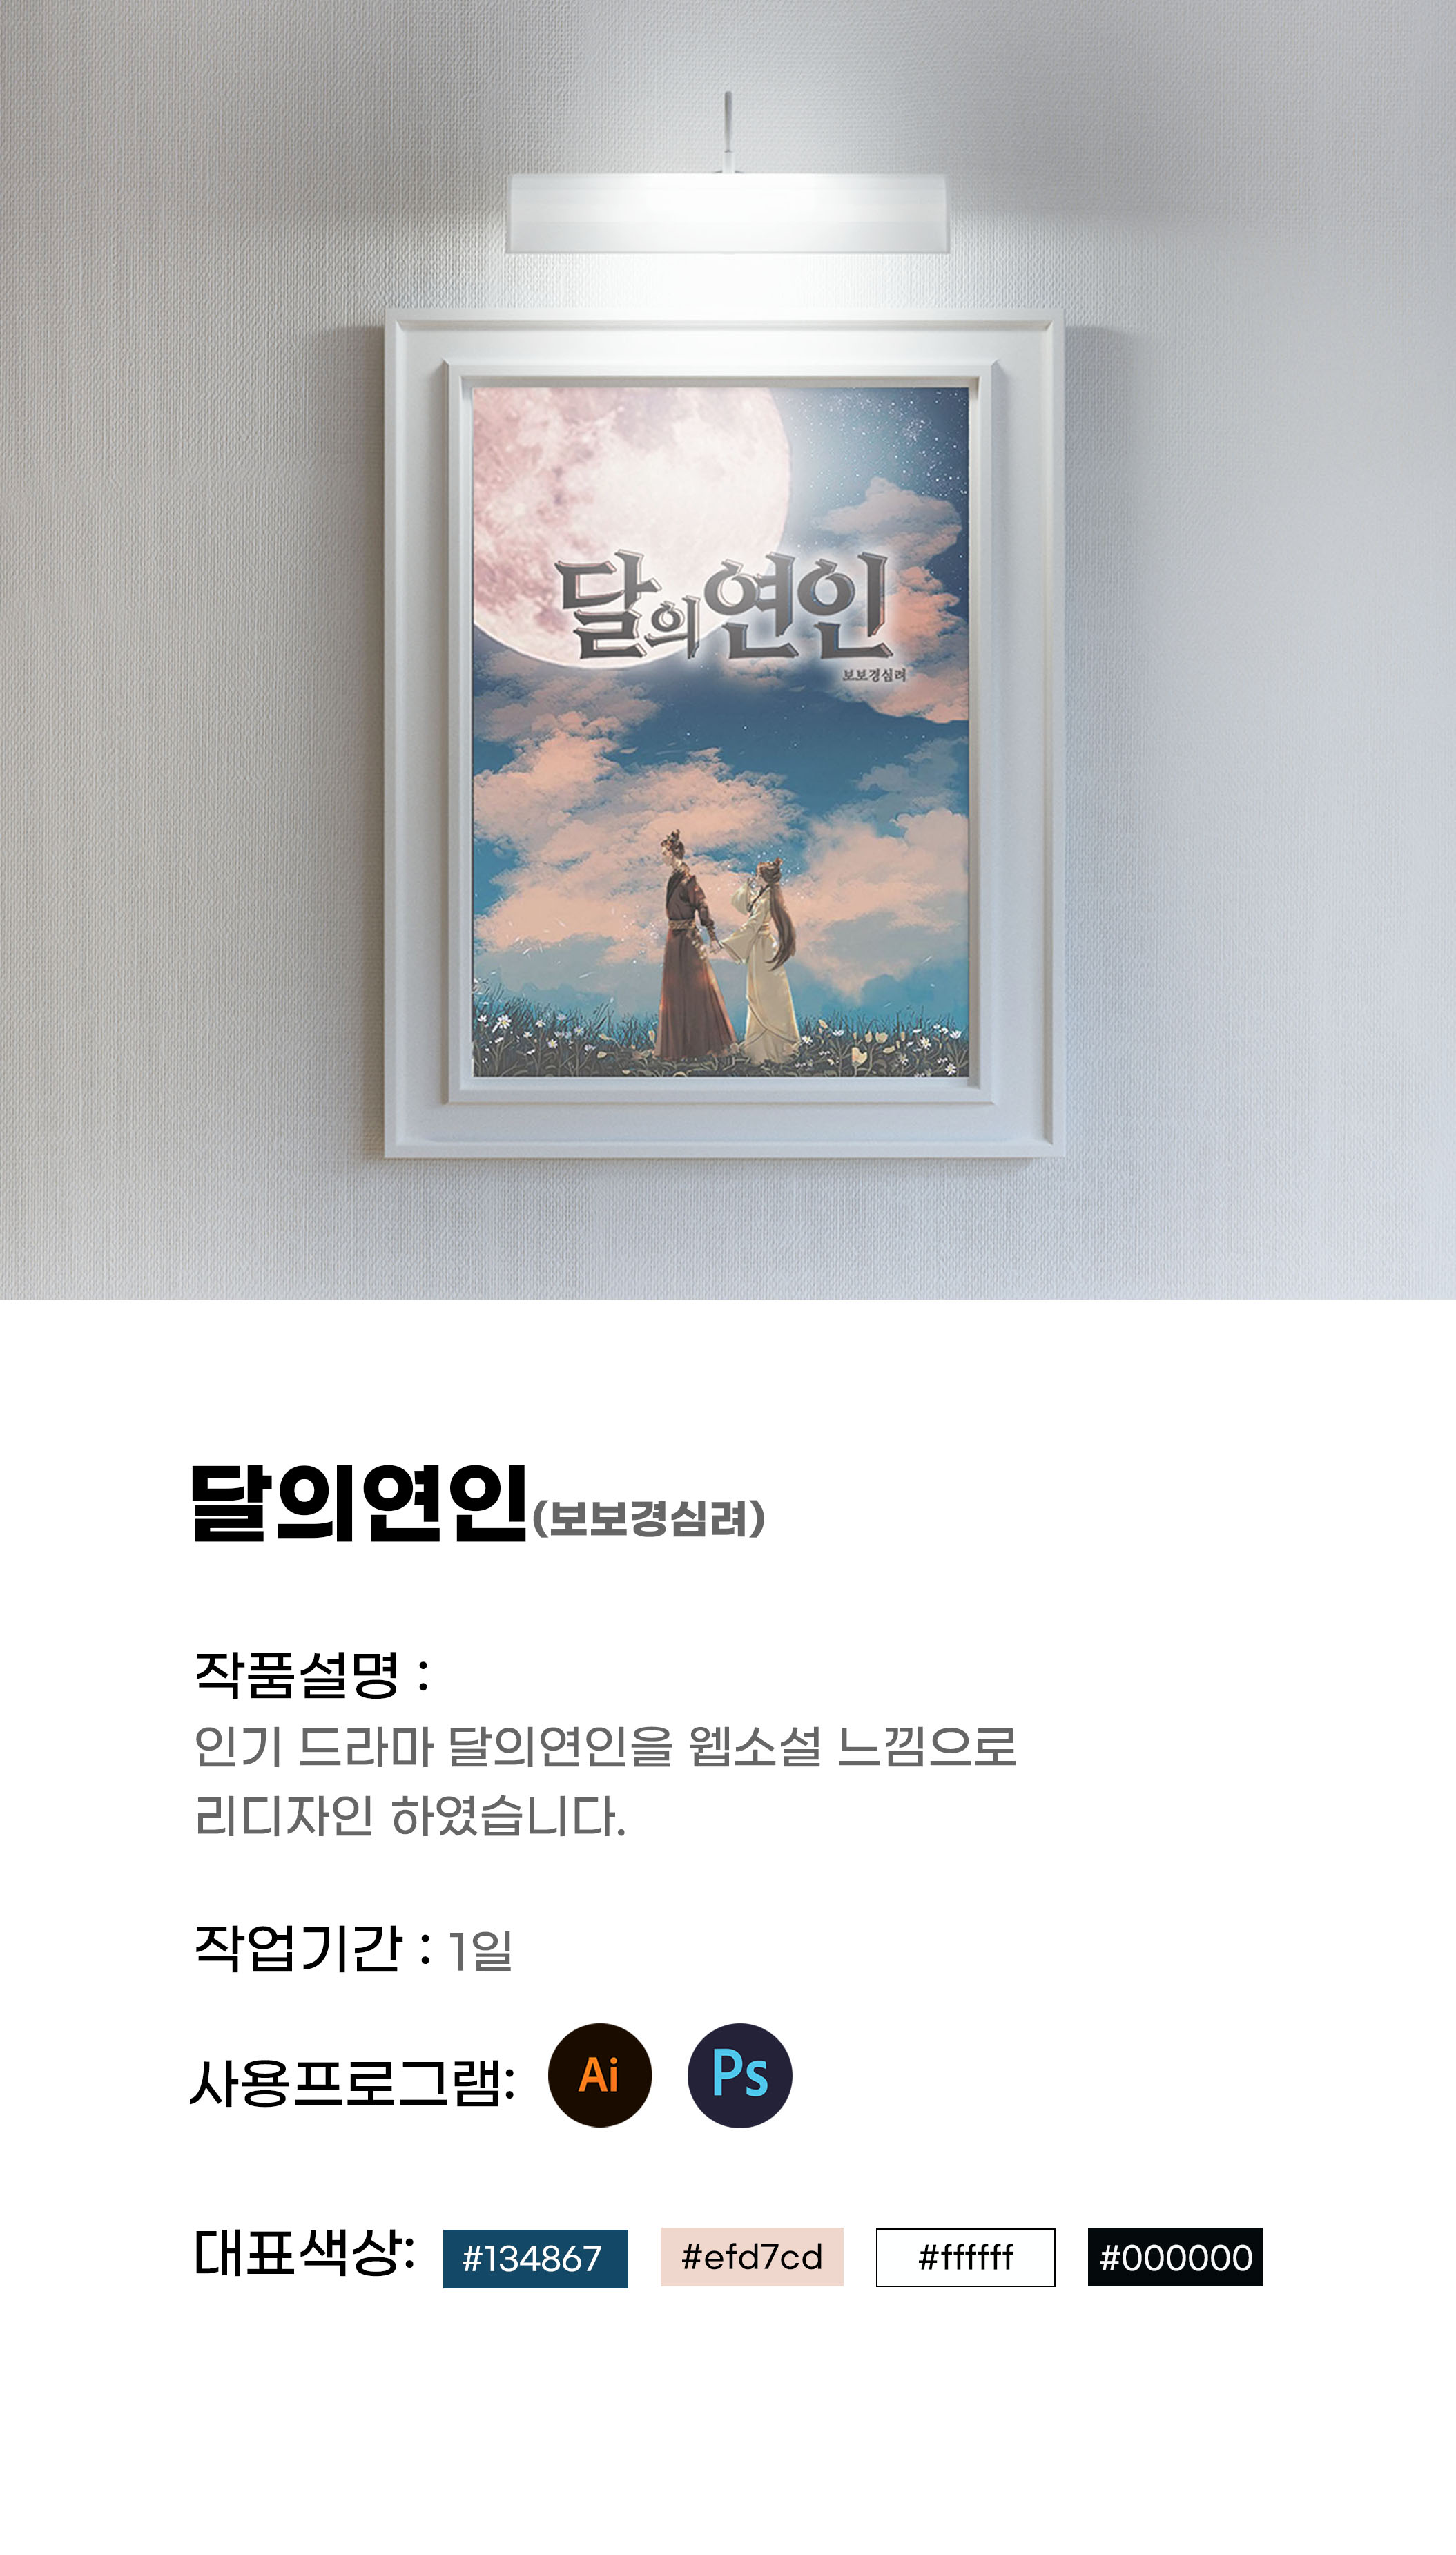 달의연인
보보경심려
달의연인(보보경심려)
작품설명 :
인기 드라마 달의연인을 웹소설 느낌으로
리디자인 하였습니다.
작업기간 : 1일
사용프로그램: Ai Ps
대표색상: #134867 #efd7cd #ffffff #000000